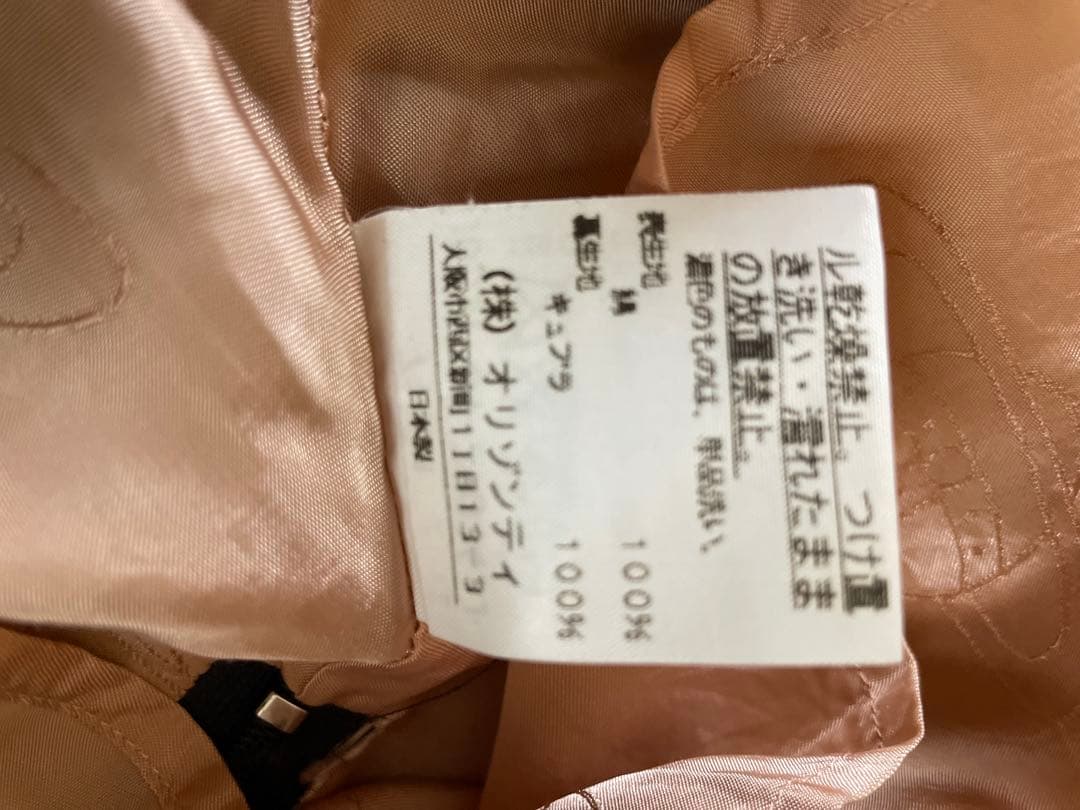 ル乾燥禁止。 つけ置
き洗い・濡れたまま
の放置禁止。
濃色のものは、単品洗い。
表生地
100%
裏生地
キュプラ 100%
(株) オリゾンティ
大阪市西区新町1丁目13-3
日本製